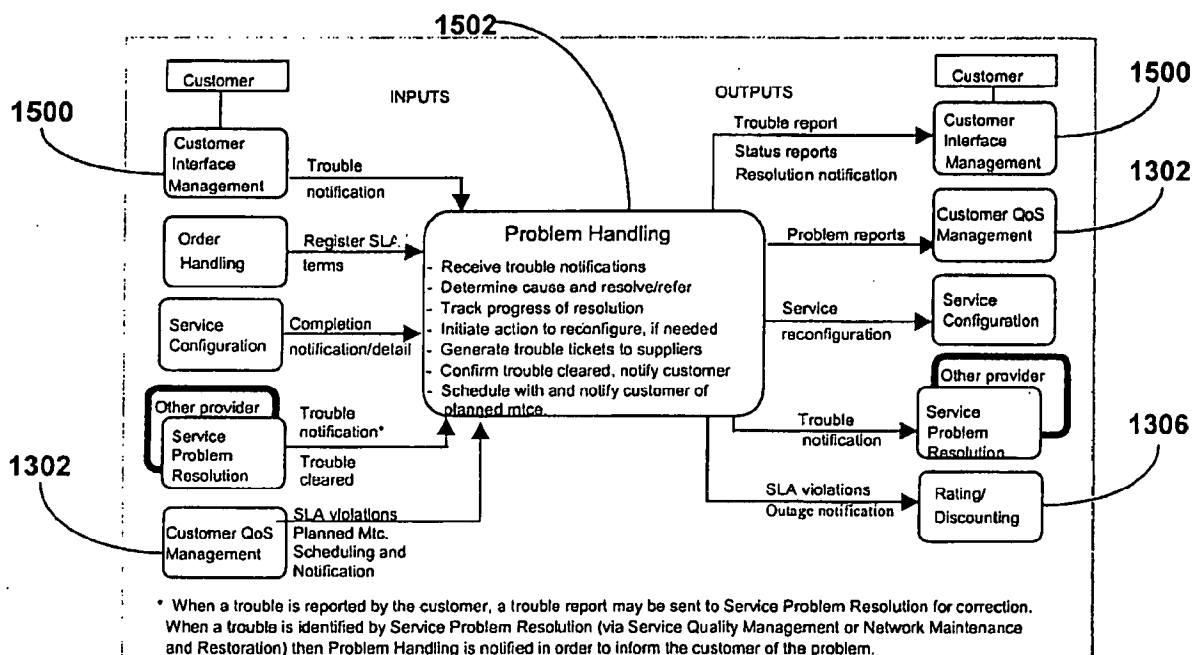 1502
Customer
INPUTS
OUTPUTS
Customer
1500
1500
Customer
Interface
Management
Trouble
notification
Trouble report
Status reports
Resolution notification
Customer
Interface
Management
1302
Order
Handling
Register SLA
terms
Problem Handling
- Receive trouble notifications
- Determine cause and resolve/refer
- Track progress of resolution
- Initiate action to reconfigure, if needed
- Generate trouble tickets to suppliers
- Confirm trouble cleared, notify customer
- Schedule with and notify customer of
planned mtce.
Problem reports
Customer QoS
Management
Service
Configuration
Completion
notification/detail
Service
reconfiguration
Service
Configuration
Other provider
Service
Problem
Resolution
Trouble
notification*
Trouble
cleared
Trouble
notification
Other provider
Service
Problem
Resolution
1306
1302
Customer QoS
Management
SLA violations
Planned Mtc.
Scheduling and
Notification
SLA violations
Outage notification
Rating/
Discounting
* When a trouble is reported by the customer, a trouble report may be sent to Service Problem Resolution for correction.
When a trouble is identified by Service Problem Resolution (via Service Quality Management or Network Maintenance
and Restoration) then Problem Handling is notified in order to inform the customer of the problem.